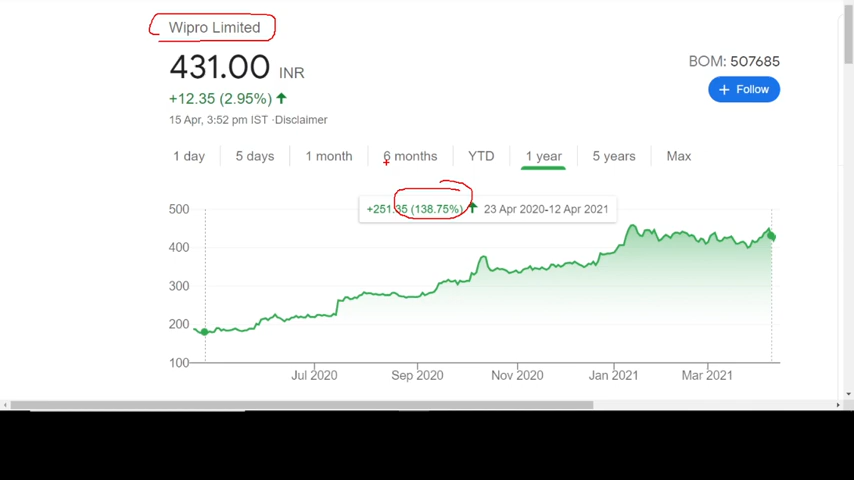 Wipro Limited
431.00 INR
BOM: 507685
+12.35 (2.95%)
+ Follow
15 Apr, 3:52 pm IST ·Disclaimer
1 day 5 days 1 month 6 months YTD 1 year 5 years Max
+251.35 (138.75%) 23 Apr 2020-12 Apr 2021
500
400
300
200
100
Jul 2020 Sep 2020 Nov 2020 Jan 2021 Mar 2021